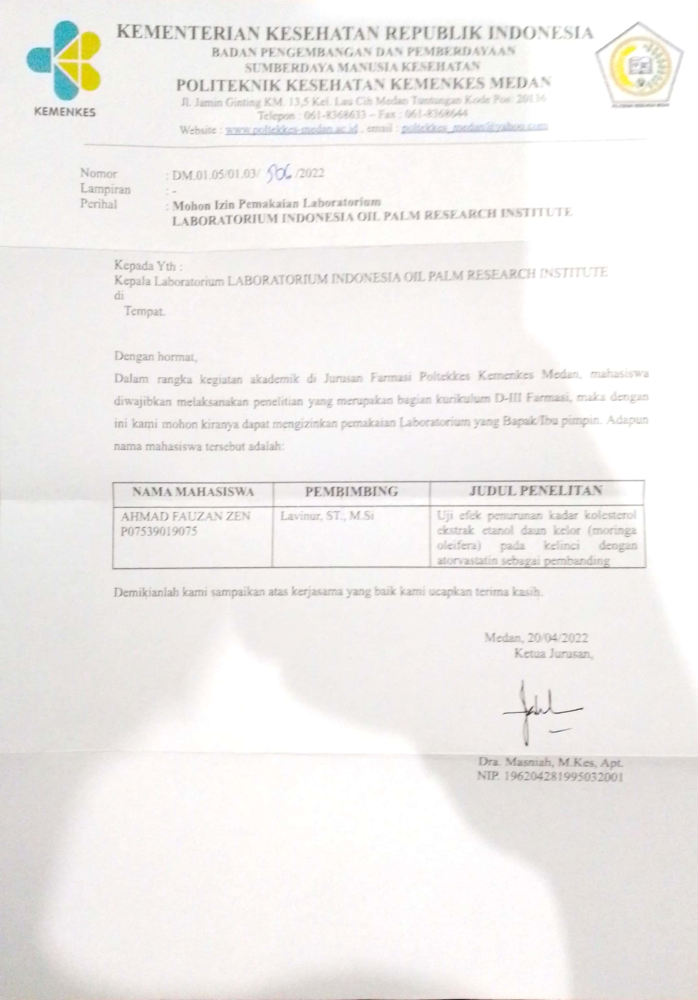 KEMENTERIAN KESEHATAN REPUBLIK INDONESIA
BADAN PENGEMBANGAN DAN PEMBERDAYAAN
SUMBERDAYA MANUSIA KESEHATAN
POLITEKNIK KESEHATAN KEMENKES MEDAN
Jl. Jamin Ginting KM. 13,5 Kel. Lau Cih Medan Tuntungan Kode Pos: 20136
Telepon : 061-8368633 – Fax : 061-8368644
Website : www.poltekkes-medan.ac.id , email : poltekkes_medan@yahoo.com
KEMENKES
Nomor : DM.01.05/01.03/ 506 /2022
Lampiran : -
Perihal : Mohon Izin Pemakaian Laboratorium
LABORATORIUM INDONESIA OIL PALM RESEARCH INSTITUTE
Kepada Yth :
Kepala Laboratorium LABORATORIUM INDONESIA OIL PALM RESEARCH INSTITUTE
di
Tempat.
Dengan hormat,
Dalam rangka kegiatan akademik di Jurusan Farmasi Poltekkes Kemenkes Medan, mahasiswa
diwajibkan melaksanakan penelitian yang merupakan bagian kurikulum D-III Farmasi, maka dengan
ini kami mohon kiranya dapat mengizinkan pemakaian Laboratorium yang Bapak/Ibu pimpin. Adapun
nama mahasiswa tersebut adalah:
NAMA MAHASISWA PEMBIMBING JUDUL PENELITAN
AHMAD FAUZAN ZEN Lavinur, ST., M.Si Uji efek penurunan kadar kolesterol
P07539019075 ekstrak etanol daun kelor (moringa
oleifera) pada kelinci dengan
atorvastatin sebagai pembanding
Demikianlah kami sampaikan atas kerjasama yang baik kami ucapkan terima kasih.
Medan, 20/04/2022
Ketua Jurusan,
Dra. Masniah, M.Kes, Apt.
NIP. 196204281995032001